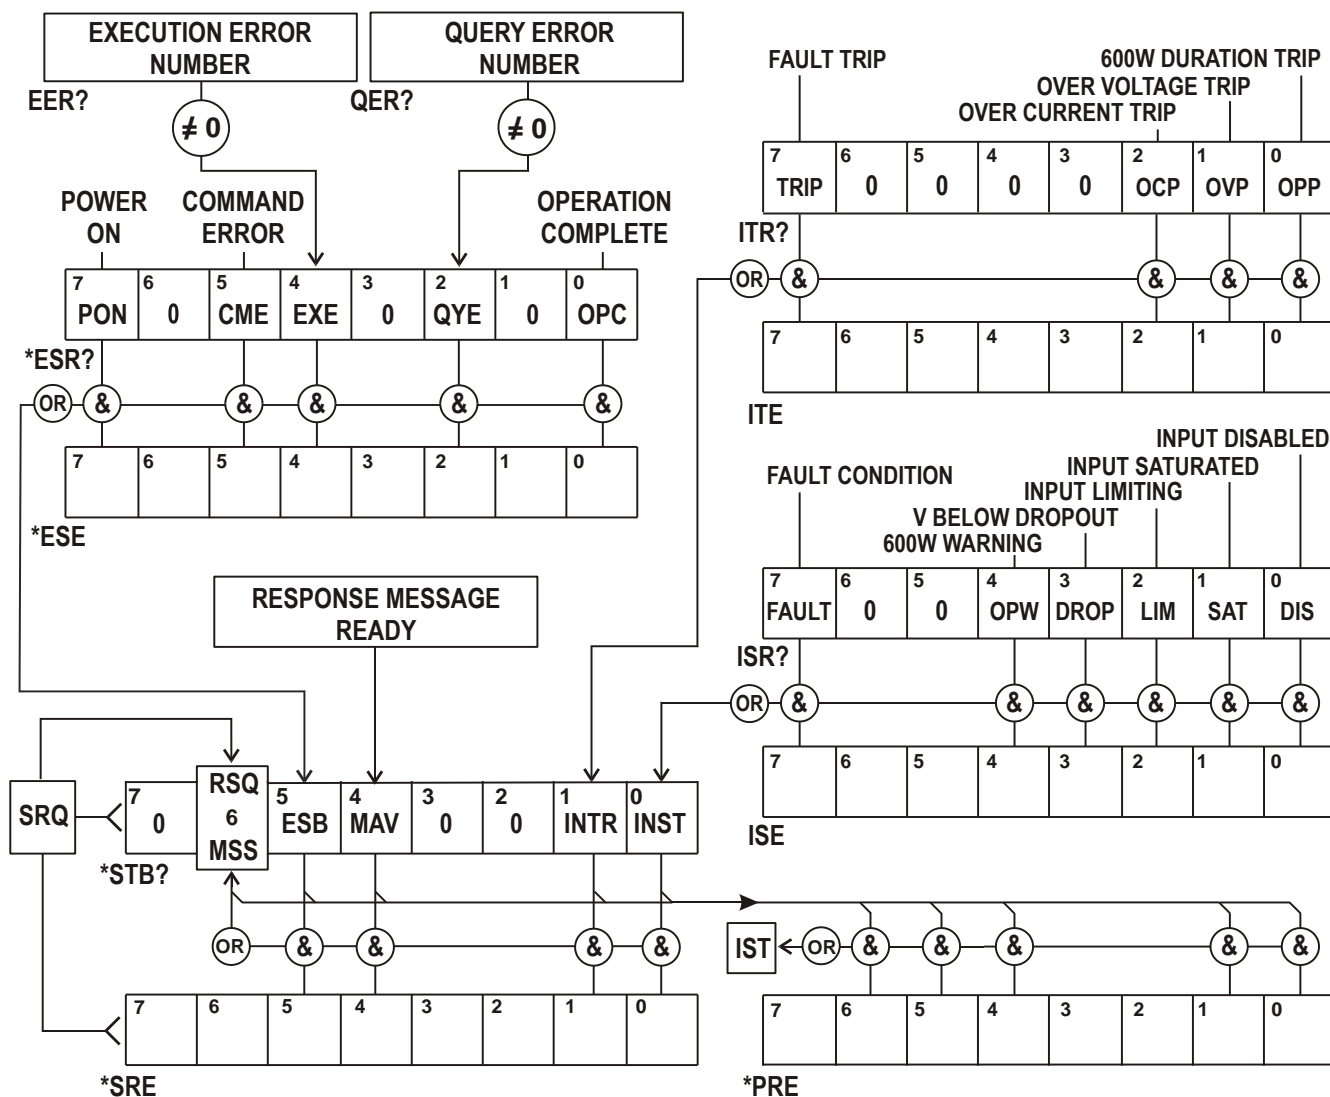 EXECUTION ERROR
NUMBER
EER?
≠ 0
QUERY ERROR
NUMBER
QER?
≠ 0
POWER
ON
COMMAND
ERROR
OPERATION
COMPLETE
7 6 5 4 3 2 1 0
PON 0 CME EXE 0 QYE 0 OPC
*ESR?
OR & & & & &
7 6 5 4 3 2 1 0
*ESE
RESPONSE MESSAGE
READY
SRQ
7 5 4 3 2 1 0
0 ESB MAV 0 0 INTR INST
RSQ
6
MSS
*STB?
OR & & & &
7 6 5 4 3 2 1 0
*SRE
FAULT TRIP
600W DURATION TRIP
OVER VOLTAGE TRIP
OVER CURRENT TRIP
7 6 5 4 3 2 1 0
TRIP 0 0 0 0 OCP OVP OPP
ITR?
OR & & & &
7 6 5 4 3 2 1 0
ITE
INPUT DISABLED
INPUT SATURATED
FAULT CONDITION
INPUT LIMITING
V BELOW DROPOUT
600W WARNING
7 6 5 4 3 2 1 0
FAULT 0 0 OPW DROP LIM SAT DIS
ISR?
OR & & & & & &
7 6 5 4 3 2 1 0
ISE
IST OR & & & & &
7 6 5 4 3 2 1 0
*PRE